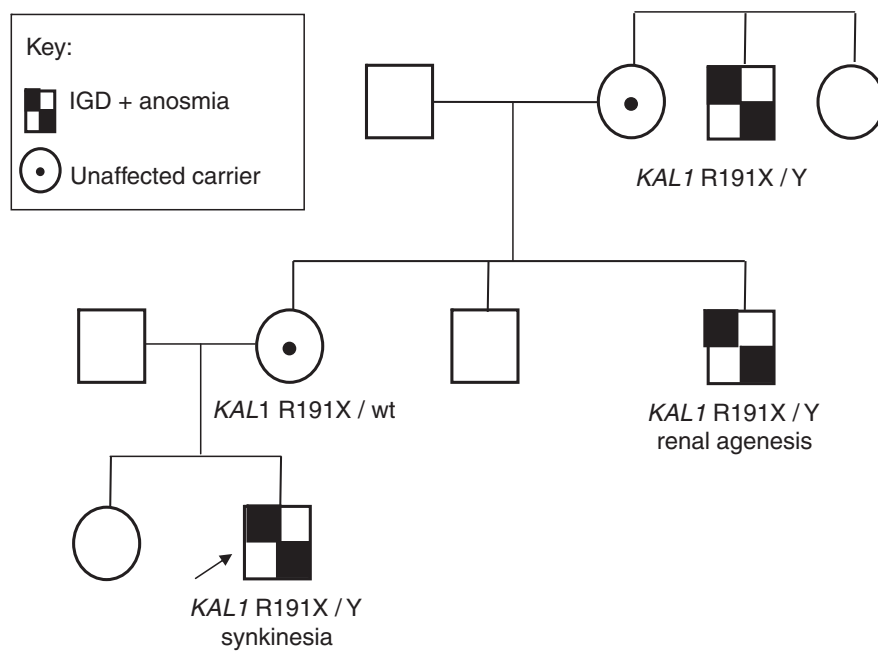 Key:
IGD + anosmia
Unaffected carrier
KAL1 R191X / Y
KAL1 R191X / wt
KAL1 R191X / Y
renal agenesis
KAL1 R191X / Y
synkinesia